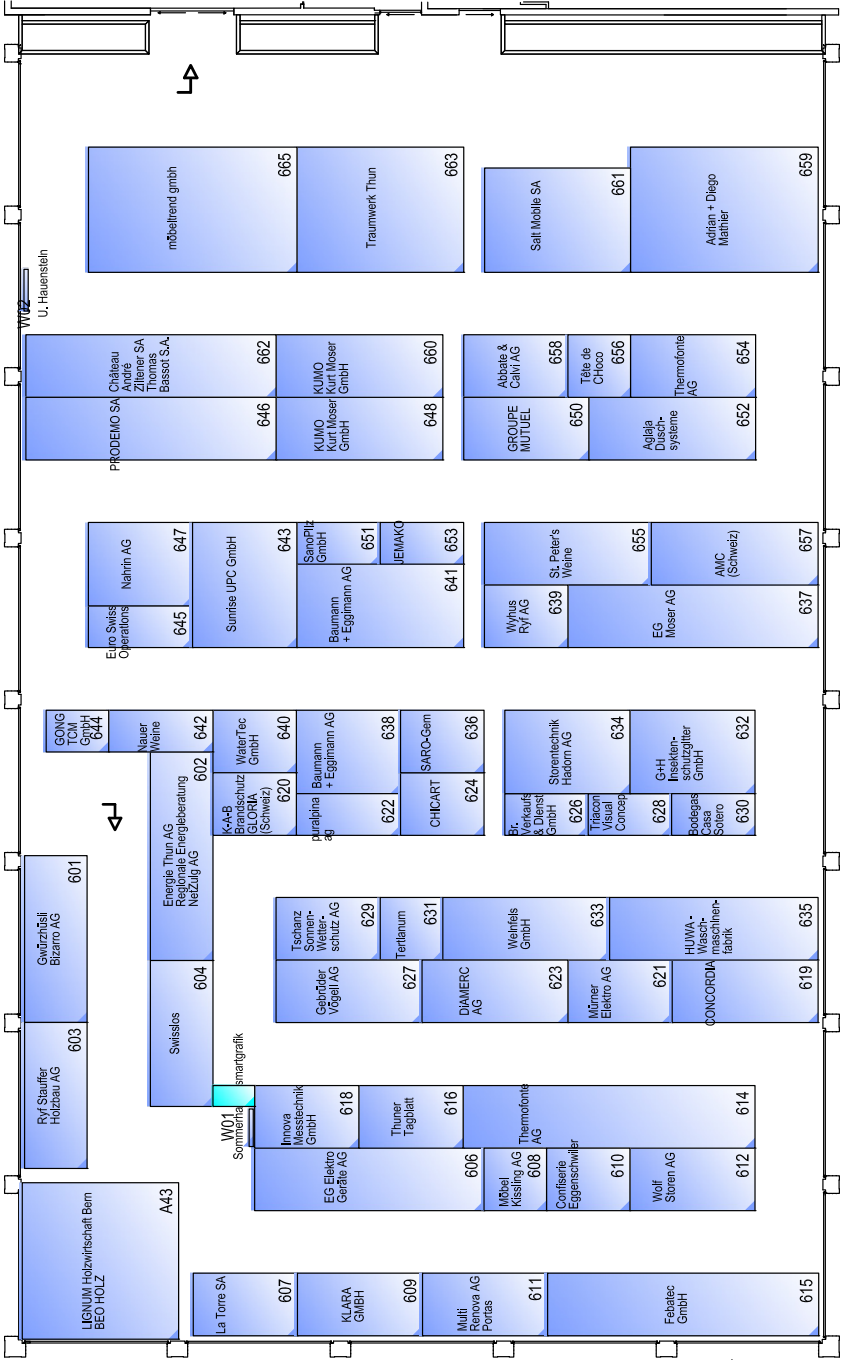 möbeltrend gmbh
665
Traumwerk Thun
663
Salt Mobile SA
661
Adrian + Diego
Mathier
659
W02
U. Hauenstein
Château
André
Ziltener SA
Thomas
Bassot S.A.
662
KUMO
Kurt Moser
GmbH
660
Abbate &
Calvi AG
658
Tête de
CHoco
656
Thermofonte
AG
654
PRODEMO SA
646
KUMO
Kurt Moser
GmbH
648
GROUPE
MUTUEL
650
Aglaja
Dusch-
systeme
652
Nahrin AG
647
Sunrise UPC GmbH
643
SanoPilz
GmbH
651
JEMAKO
653
St. Peter's
Weine
655
AMC
(Schweiz)
657
Euro Swiss
Operations
645
Baumann
+ Eggimann AG
641
Wyhus
Ryf AG
639
EG
Moser AG
637
GONG
TCM
GmbH
644
Nauer
Weine
642
WaterTec
GmbH
640
Baumann
+ Eggimann AG
638
SARO-Gem
636
Storentechnik
Hadorn AG
634
G+H
Insekten-
schutzgitter
GmbH
632
Energie Thun AG
Regionale Energieberatung
NetZulg AG
602
K-A-B
Brandschutz
GLORIA
(Schweiz)
620
puralpina
ag
622
CHICART
624
Br.
Verkaufs
& Dienst
GmbH
626
Triacon
Visual
Concep
628
Bodegas
Casa
Sotero
630
Gwürzhüsli
Bizarro AG
601
Tschanz
Sonnen-
Wetter-
schutz AG
629
Tertianum
631
Weinfels
GmbH
633
HUWA -
Wasch-
maschinen-
fabrik
635
Ryf Stauffer
Holzbau AG
603
Swisslos
604
Gebrüder
Vögeli AG
627
DiAMERC
AG
623
Mürner
Elektro AG
621
CONCORDIA
619
W01
Sommerha
smartgrafik
Innova
Messtechnik
GmbH
618
Thuner
Tagblatt
616
Thermofonte
AG
614
EG Elektro
Geräte AG
606
Möbel
Kissling AG
608
Confiserie
Eggenschwiler
610
Wolf
Storen AG
612
LIGNUM Holzwirtschaft Bern
BEO HOLZ
A43
La Torre SA
607
KLARA
GMBH
609
Multi
Renova AG
Portas
611
Febatec
GmbH
615